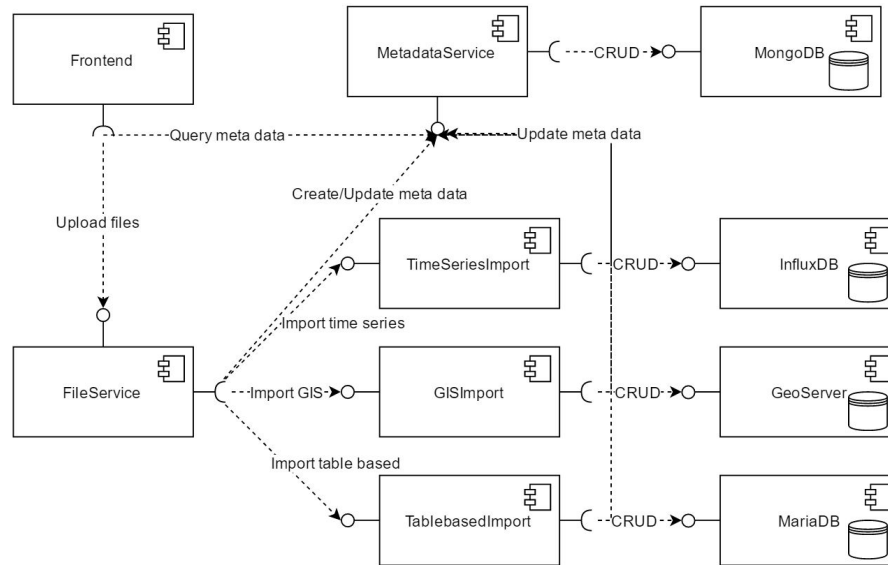 Frontend
MetadataService
CRUD
MongoDB
Query meta data
Update meta data
Create/Update meta data
Upload files
TimeSeriesImport
CRUD
InfluxDB
Import time series
FileService
Import GIS
GISImport
CRUD
GeoServer
Import table based
TablebasedImport
CRUD
MariaDB